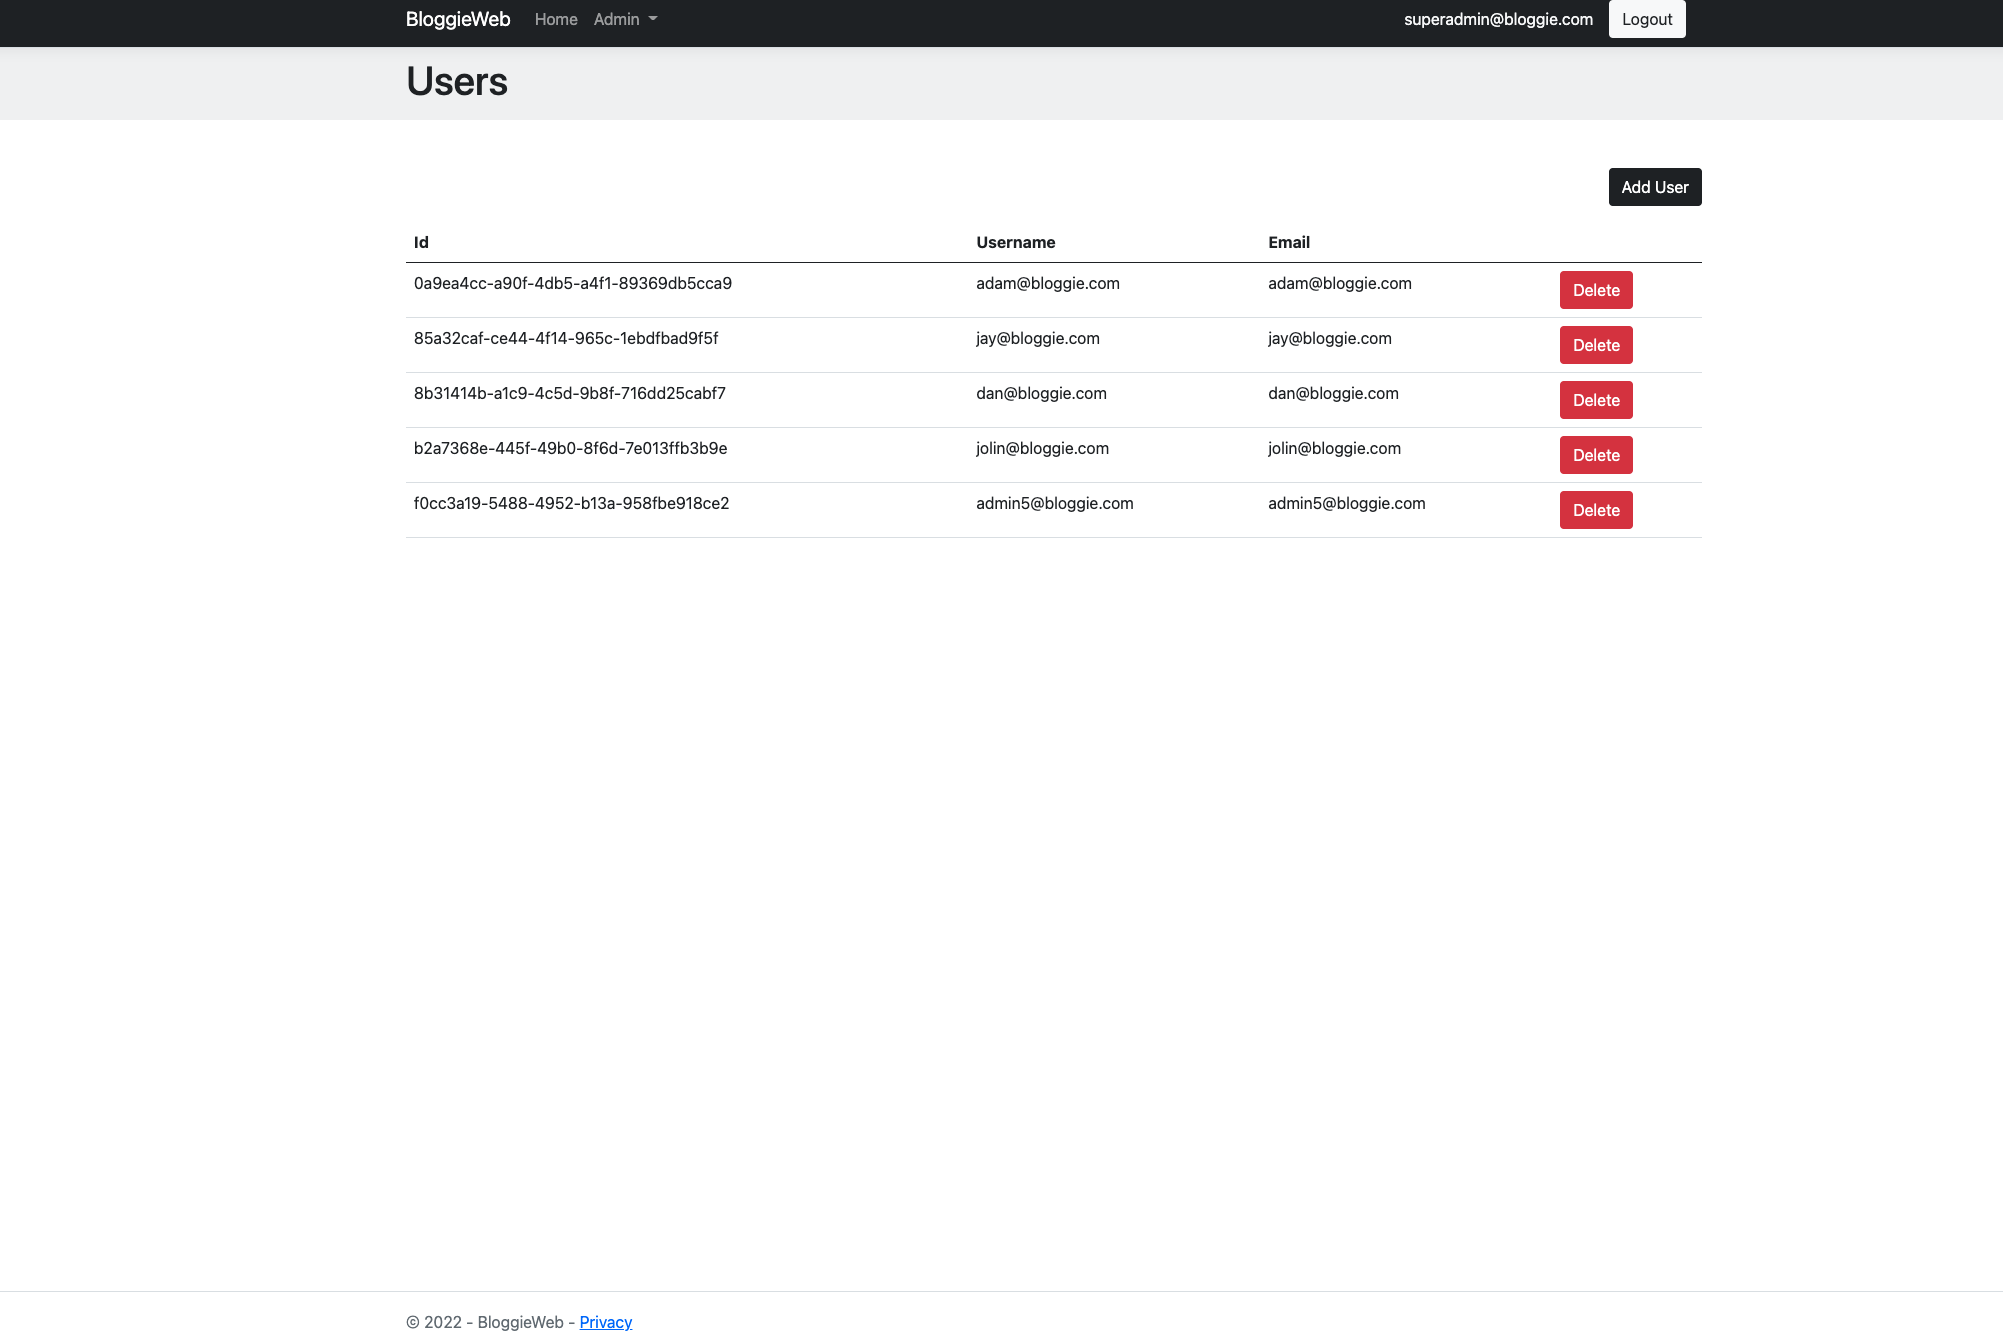 BloggieWeb Home Admin superadmin@bloggie.com Logout
Users
Add User
Id Username Email
0a9ea4cc-a90f-4db5-a4f1-89369db5cca9 adam@bloggie.com adam@bloggie.com Delete
85a32caf-ce44-4f14-965c-1ebdfbad9f5f jay@bloggie.com jay@bloggie.com Delete
8b31414b-a1c9-4c5d-9b8f-716dd25cabf7 dan@bloggie.com dan@bloggie.com Delete
b2a7368e-445f-49b0-8f6d-7e013ffb3b9e jolin@bloggie.com jolin@bloggie.com Delete
f0cc3a19-5488-4952-b13a-958fbe918ce2 admin5@bloggie.com admin5@bloggie.com Delete
© 2022 - BloggieWeb - Privacy